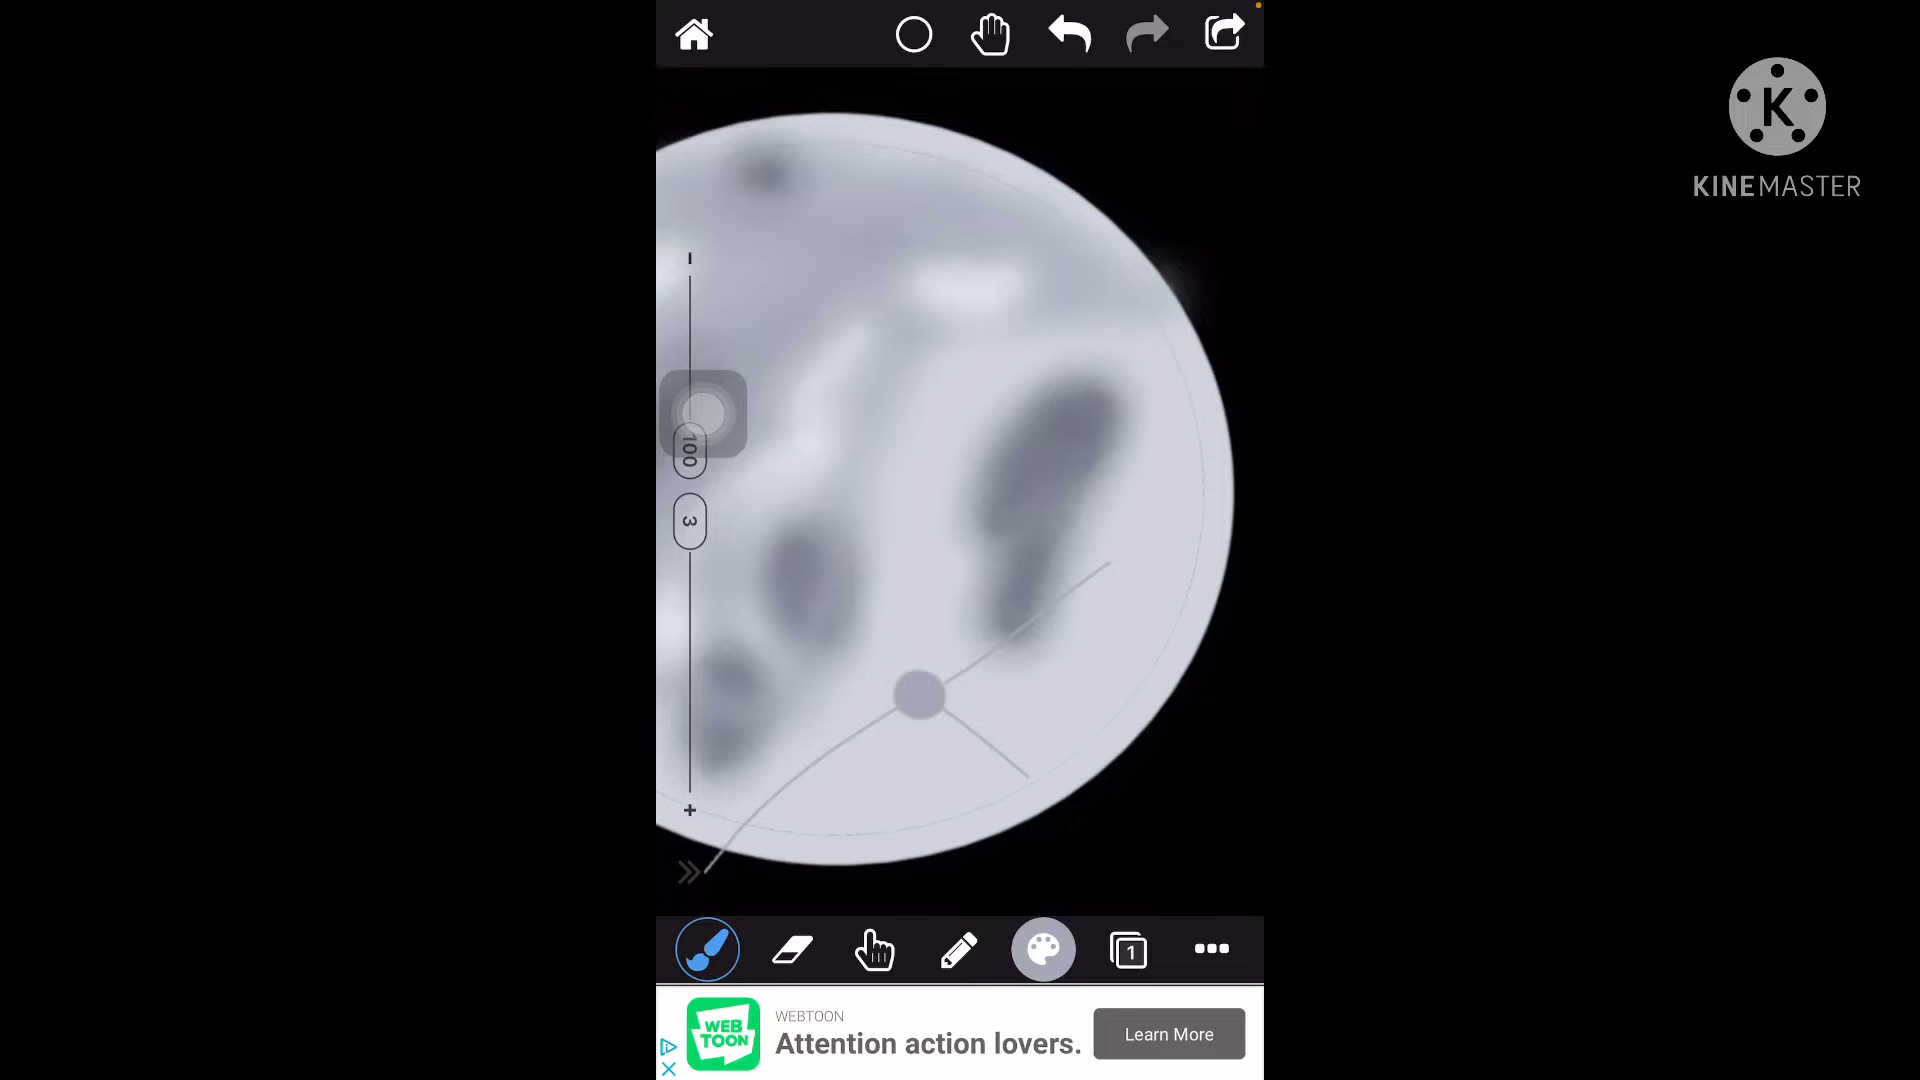 K
KINEMASTER
100
3
1
WEBTOON
WEB
TOON
Attention action lovers.
Learn More